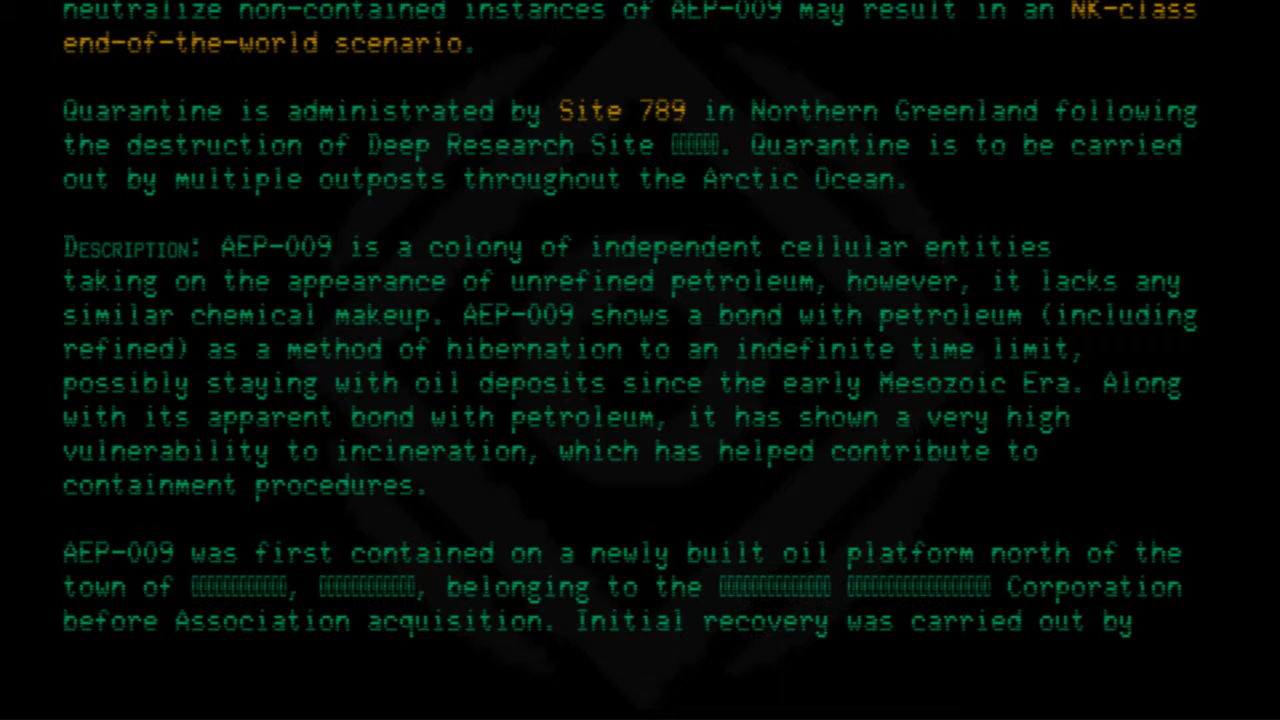 neutralize non-contained instances of AEP-009 may result in an NK-class
end-of-the-world scenario.
Quarantine is administrated by Site 789 in Northern Greenland following
the destruction of Deep Research Site ▯▯▯▯▯▯. Quarantine is to be carried
out by multiple outposts throughout the Arctic Ocean.
Description: AEP-009 is a colony of independent cellular entities
taking on the appearance of unrefined petroleum, however, it lacks any
similar chemical makeup. AEP-009 shows a bond with petroleum (including
refined) as a method of hibernation to an indefinite time limit,
possibly staying with oil deposits since the early Mesozoic Era. Along
with its apparent bond with petroleum, it has shown a very high
vulnerability to incineration, which has helped contribute to
containment procedures.
AEP-009 was first contained on a newly built oil platform north of the
town of ▯▯▯▯▯▯▯▯▯▯▯▯, ▯▯▯▯▯▯▯▯▯▯▯▯, belonging to the ▯▯▯▯▯▯▯▯▯▯▯▯▯▯ ▯▯▯▯▯▯▯▯▯▯▯▯▯▯▯▯▯▯ Corporation
before Association acquisition. Initial recovery was carried out by